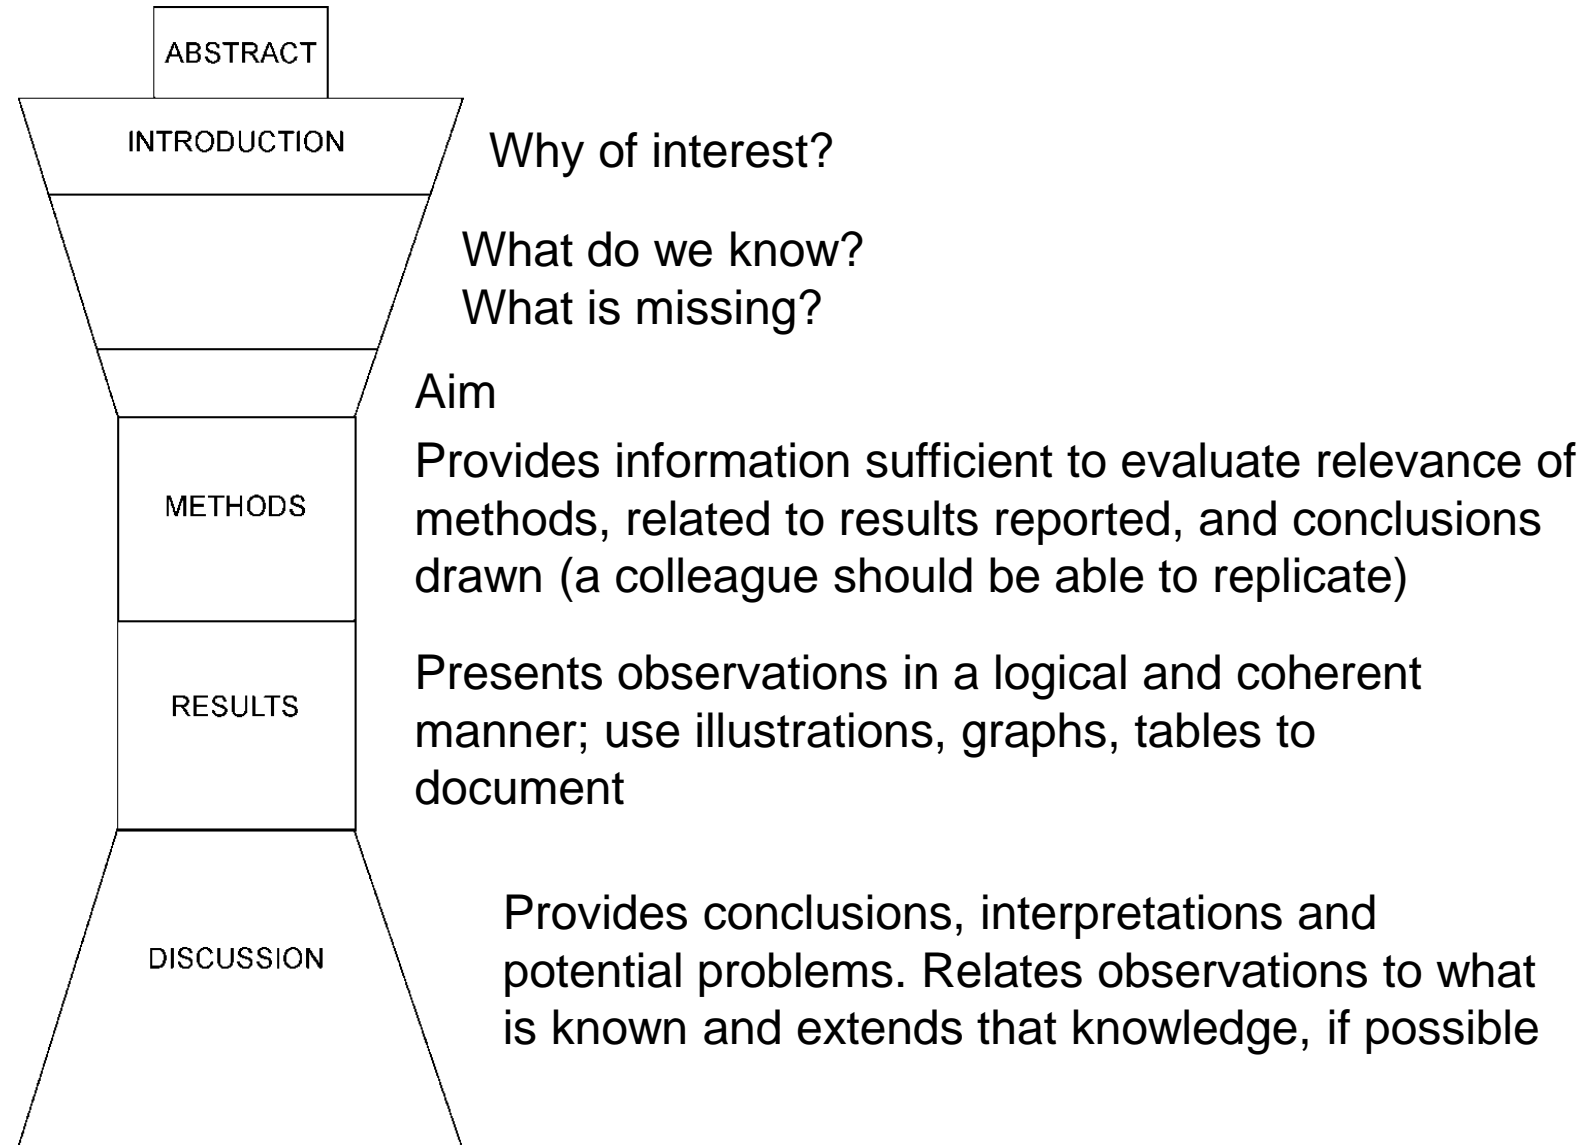 ABSTRACT
INTRODUCTION
Why of interest?
What do we know?
What is missing?
Aim
METHODS
Provides information sufficient to evaluate relevance of
methods, related to results reported, and conclusions
drawn (a colleague should be able to replicate)
RESULTS
Presents observations in a logical and coherent
manner; use illustrations, graphs, tables to
document
DISCUSSION
Provides conclusions, interpretations and
potential problems. Relates observations to what
is known and extends that knowledge, if possible